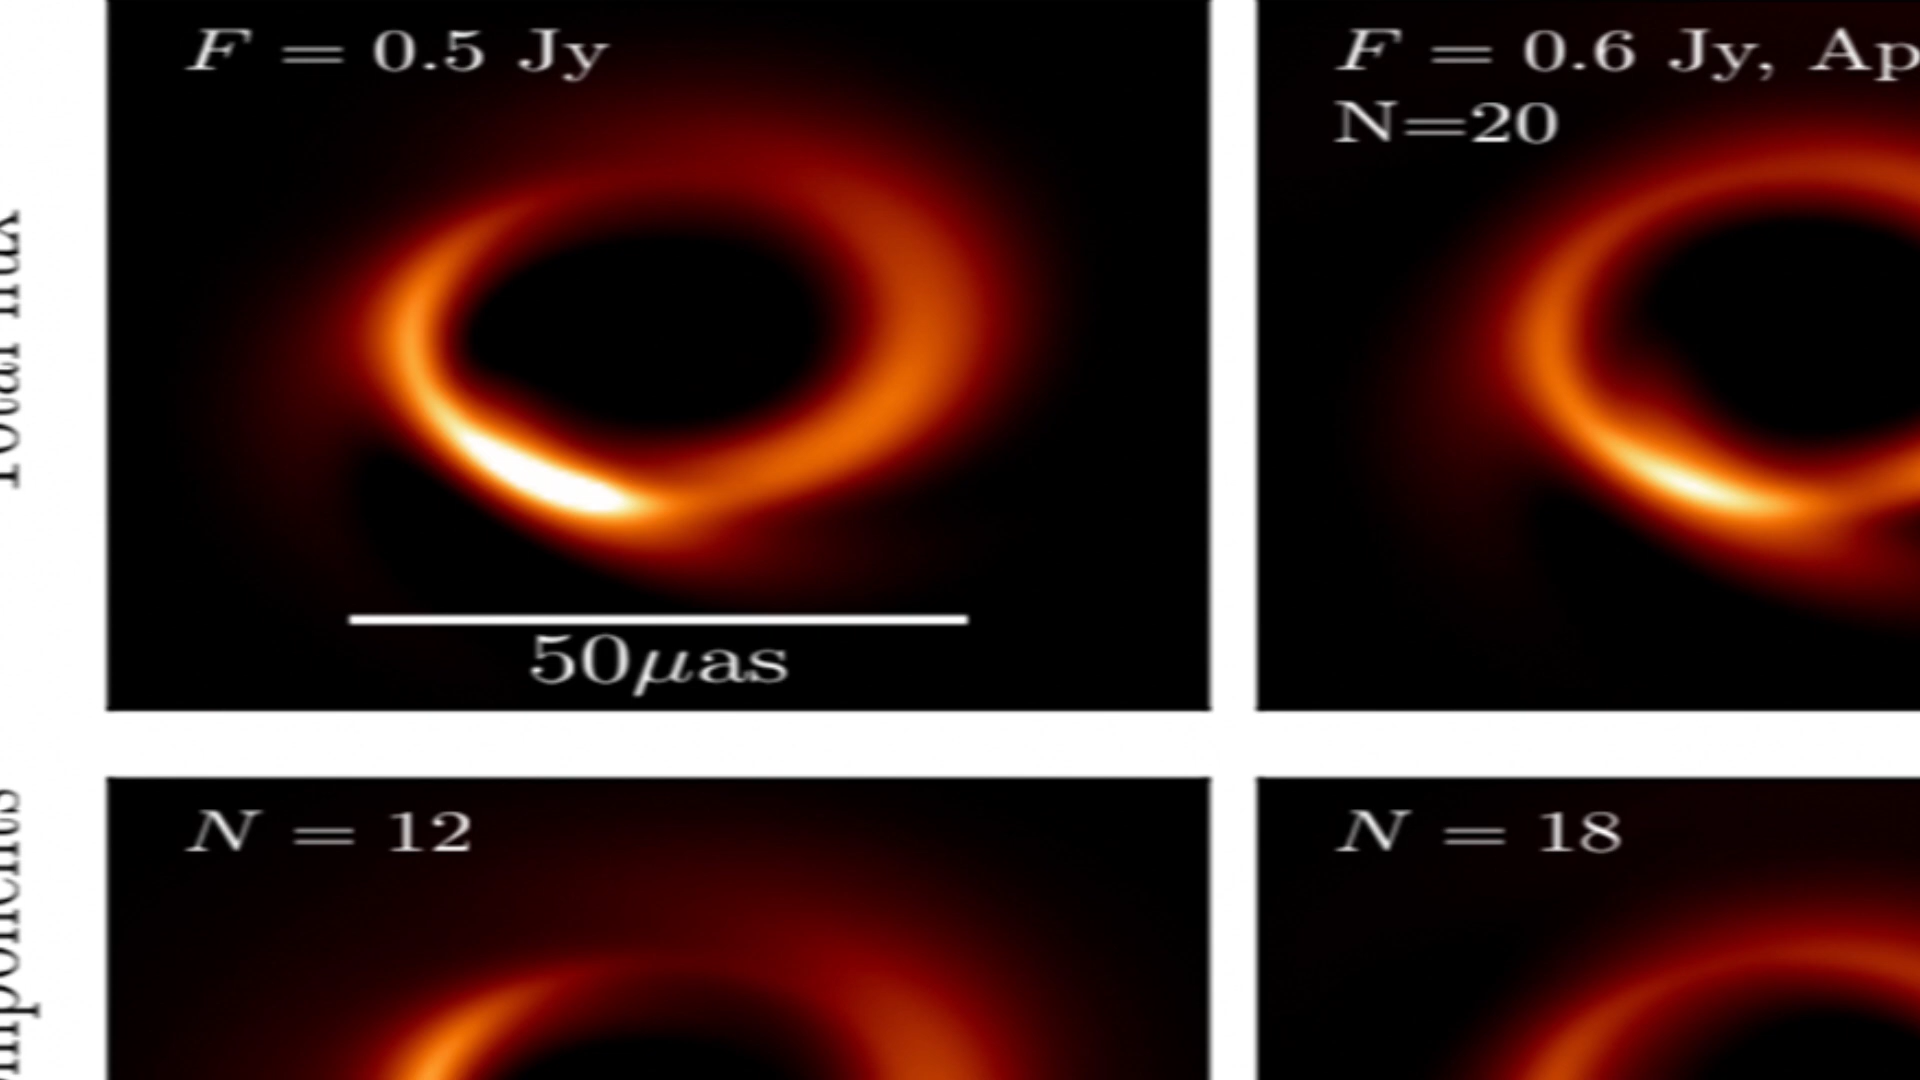 F = 0.5 Jy
F = 0.6 Jy, Ap
N=20
50μas
N = 12
N = 18